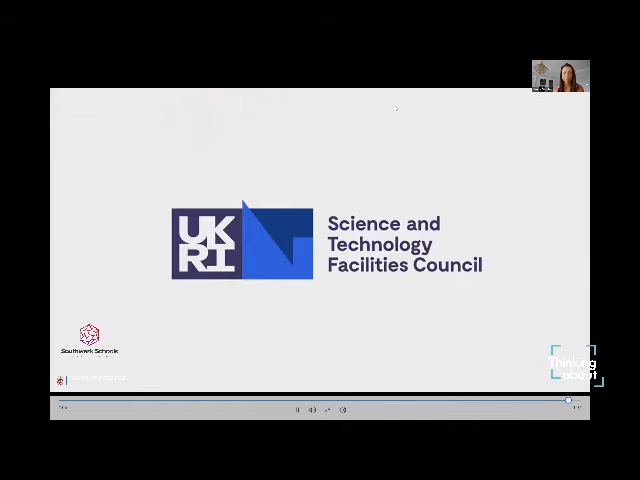 UK
RI
Science and
Technology
Facilities Council
Southwark Schools
Thinking
about